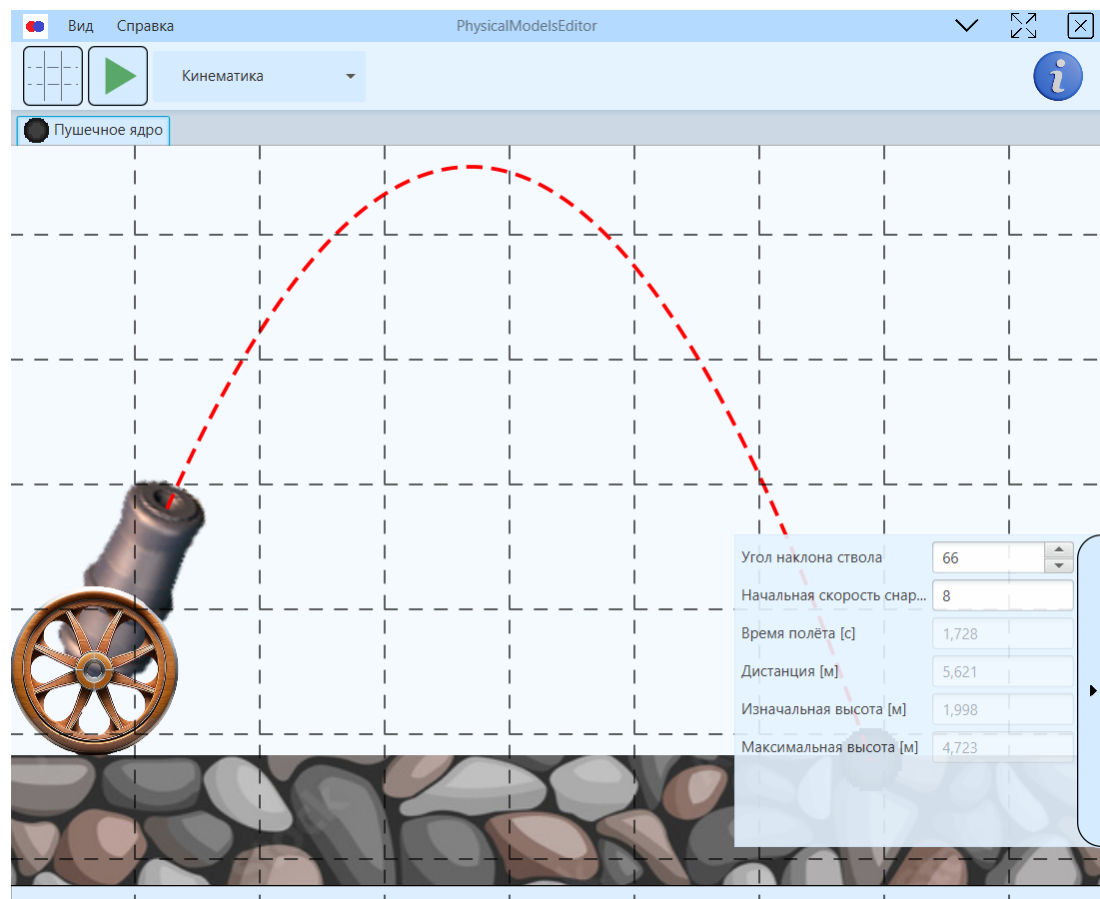 Вид Справка PhysicalModelsEditor
Кинематика
Пушечное ядро
Угол наклона ствола 66
Начальная скорость снар... 8
Время полёта [с] 1,728
Дистанция [м] 5,621
Изначальная высота [м] 1,998
Максимальная высота [м] 4,723